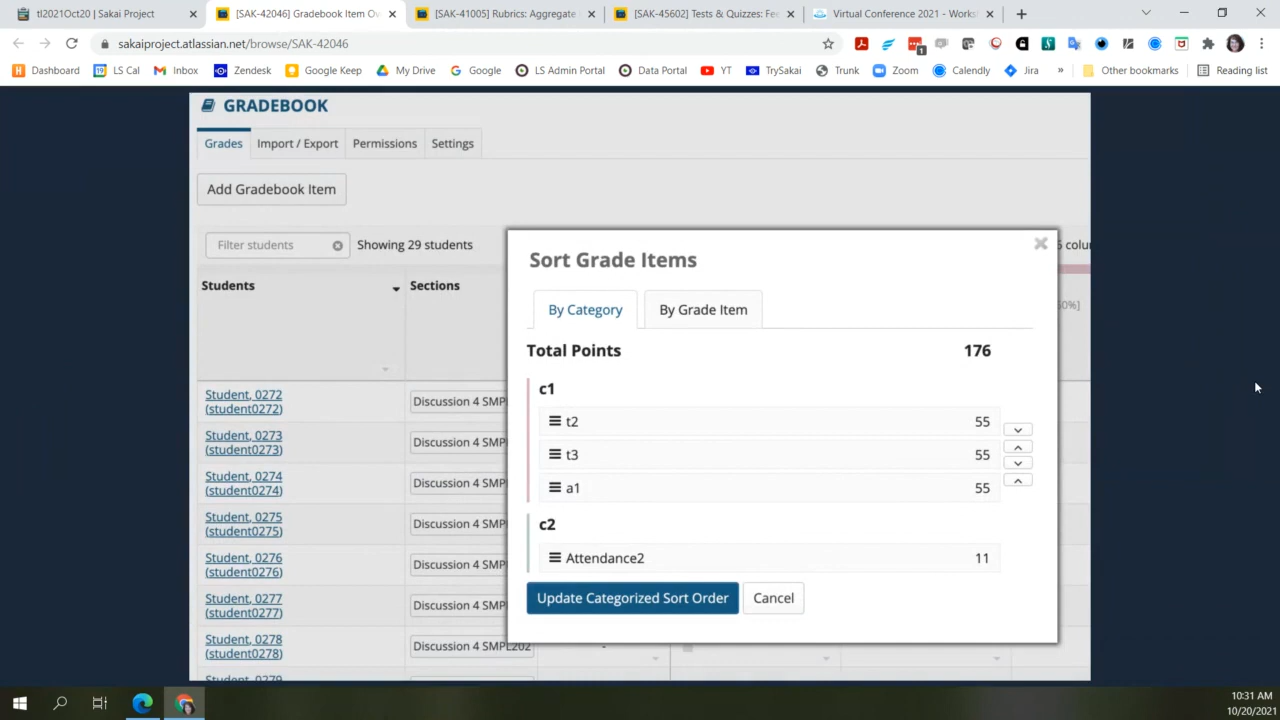 tl2021Oct20 | Sakai Project
[SAK-42046] Gradebook Item Ov
[SAK-41005] Rubrics: Aggregate
[SAK-45602] Tests & Quizzes: Fee
Virtual Conference 2021 - Works
sakaiproject.atlassian.net/browse/SAK-42046
Dashboard
LS Cal
Inbox
Zendesk
Google Keep
My Drive
Google
LS Admin Portal
Data Portal
YT
TrySakai
Trunk
Zoom
Calendly
Jira
Other bookmarks
Reading list
GRADEBOOK
Grades
Import / Export
Permissions
Settings
Add Gradebook Item
Filter students
Showing 29 students
Students
Sections
Sort Grade Items
By Category
By Grade Item
Total Points 176
c1
t2 55
t3 55
a1 55
c2
Attendance2 11
Update Categorized Sort Order
Cancel
Student, 0272
(student0272)
Discussion 4 SMP
Student, 0273
(student0273)
Discussion 4 SMP
Student, 0274
(student0274)
Discussion 4 SMP
Student, 0275
(student0275)
Discussion 4 SMP
Student, 0276
(student0276)
Discussion 4 SMP
Student, 0277
(student0277)
Discussion 4 SMP
Student, 0278
(student0278)
Discussion 4 SMPL202
10:31 AM
10/20/2021